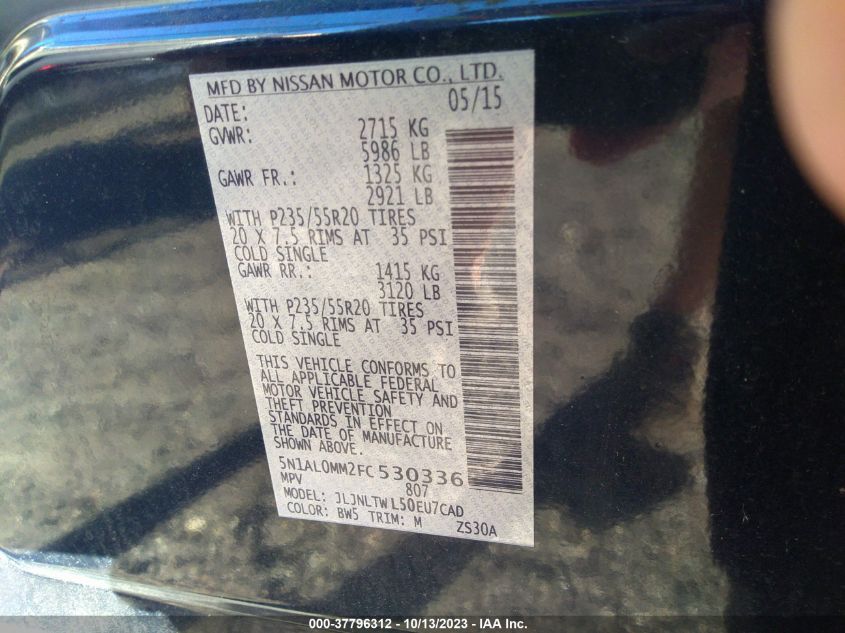 MFD BY NISSAN MOTOR CO., LTD.
DATE: 05/15
GVWR: 2715 KG
5986 LB
GAWR FR.: 1325 KG
2921 LB
WITH P235/55R20 TIRES
20 X 7.5 RIMS AT 35 PSI
COLD SINGLE
GAWR RR.: 1415 KG
3120 LB
WITH P235/55R20 TIRES
20 X 7.5 RIMS AT 35 PSI
COLD SINGLE
THIS VEHICLE CONFORMS TO
ALL APPLICABLE FEDERAL
MOTOR VEHICLE SAFETY AND
THEFT PREVENTION
STANDARDS IN EFFECT ON
THE DATE OF MANUFACTURE
SHOWN ABOVE.
5N1AL0MM2FC530336
MPV 807
MODEL: JLJNLTWL50EU7CAD
COLOR: BW5 TRIM: M ZS30A
000-37796312 - 10/13/2023 - IAA Inc.